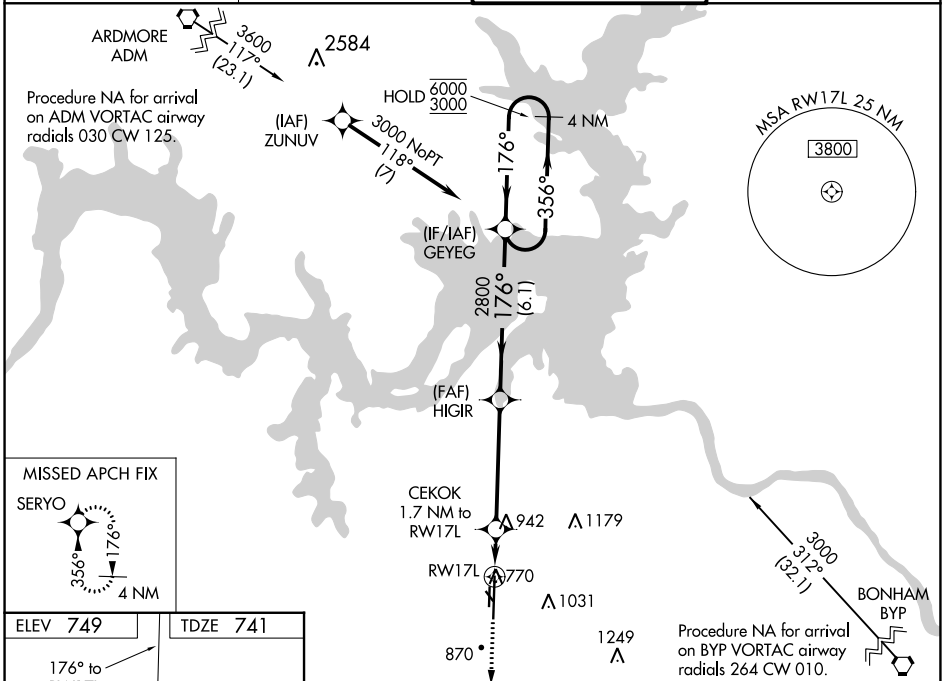 ARDMORE
ADM
3600
117°
(23.1)
2584
Procedure NA for arrival
on ADM VORTAC airway
radials 030 CW 125.
(IAF)
ZUNUV
3000 NoPT
118°
(7)
HOLD
6000
3000
4 NM
176°
356°
MSA RW17L 25 NM
3800
(IF/IAF)
GEYEG
2800
176°
(6.1)
(FAF)
HIGIR
MISSED APCH FIX
SERYO
356°
176°
4 NM
CEKOK
1.7 NM to
RW17L
942
1179
RW17L
770
1031
870
1249
3000
312°
(32.1)
BONHAM
BYP
Procedure NA for arrival
on BYP VORTAC airway
radials 264 CW 010.
ELEV 749
TDZE 741
176° to